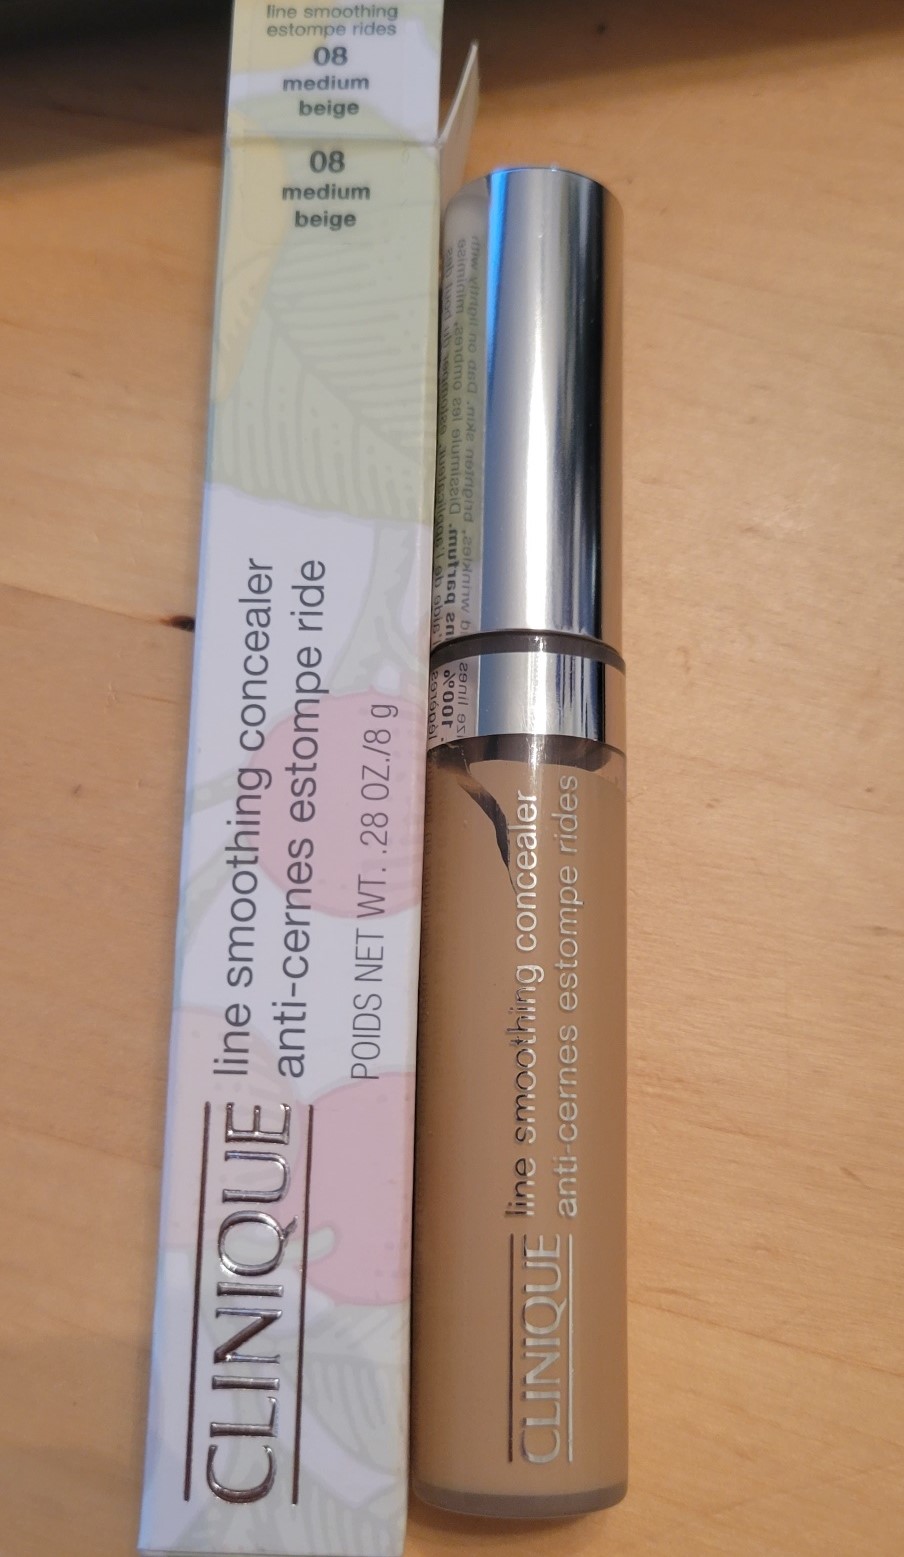 line smoothing
estompe rides
08
medium
beige
08
medium
beige
CLINIQUE
line smoothing concealer
anti-cernes estompe ride
POIDS NET WT. .28 OZ./8 g
CLINIQUE
line smoothing concealer
anti-cernes estompe rides